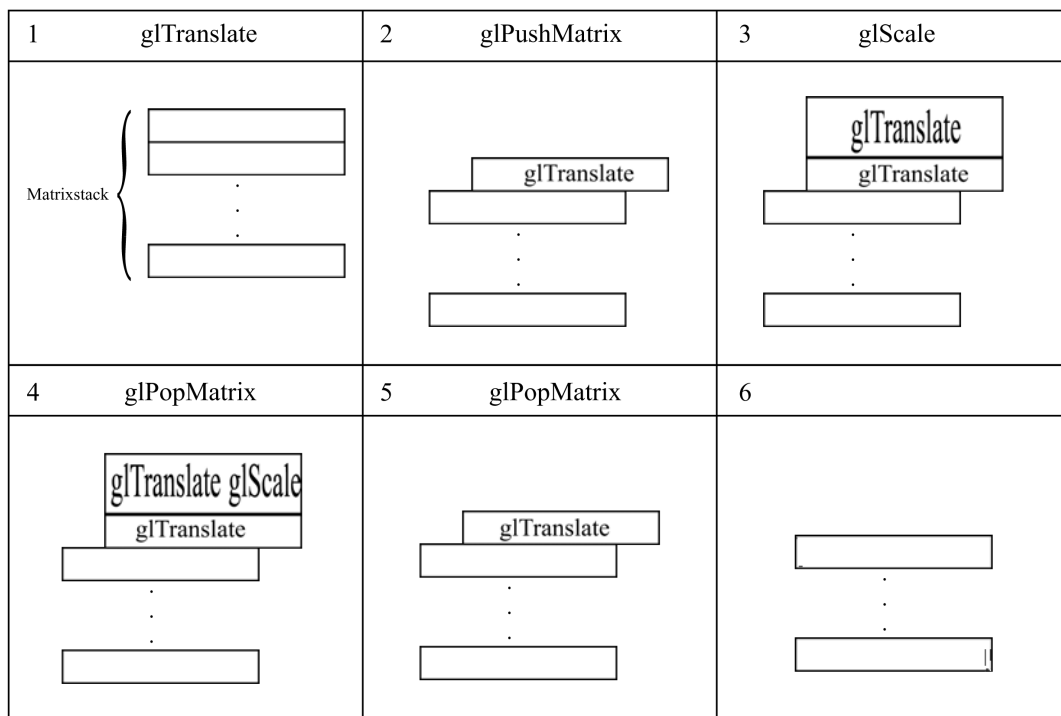 1 glTranslate
2 glPushMatrix
3 glScale
Matrixstack
glTranslate
glTranslate
glTranslate
4 glPopMatrix
5 glPopMatrix
6
glTranslate glScale
glTranslate
glTranslate